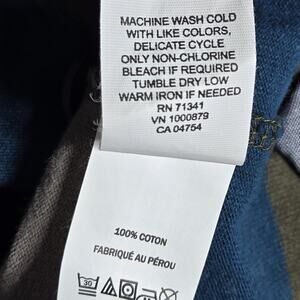 MACHINE WASH COLD
WITH LIKE COLORS,
DELICATE CYCLE
ONLY NON-CHLORINE
BLEACH IF REQUIRED
TUMBLE DRY LOW
WARM IRON IF NEEDED
RN 71341
VN 1000879
CA 04754
100% COTON
FABRIQUÉ AU PÉROU
30